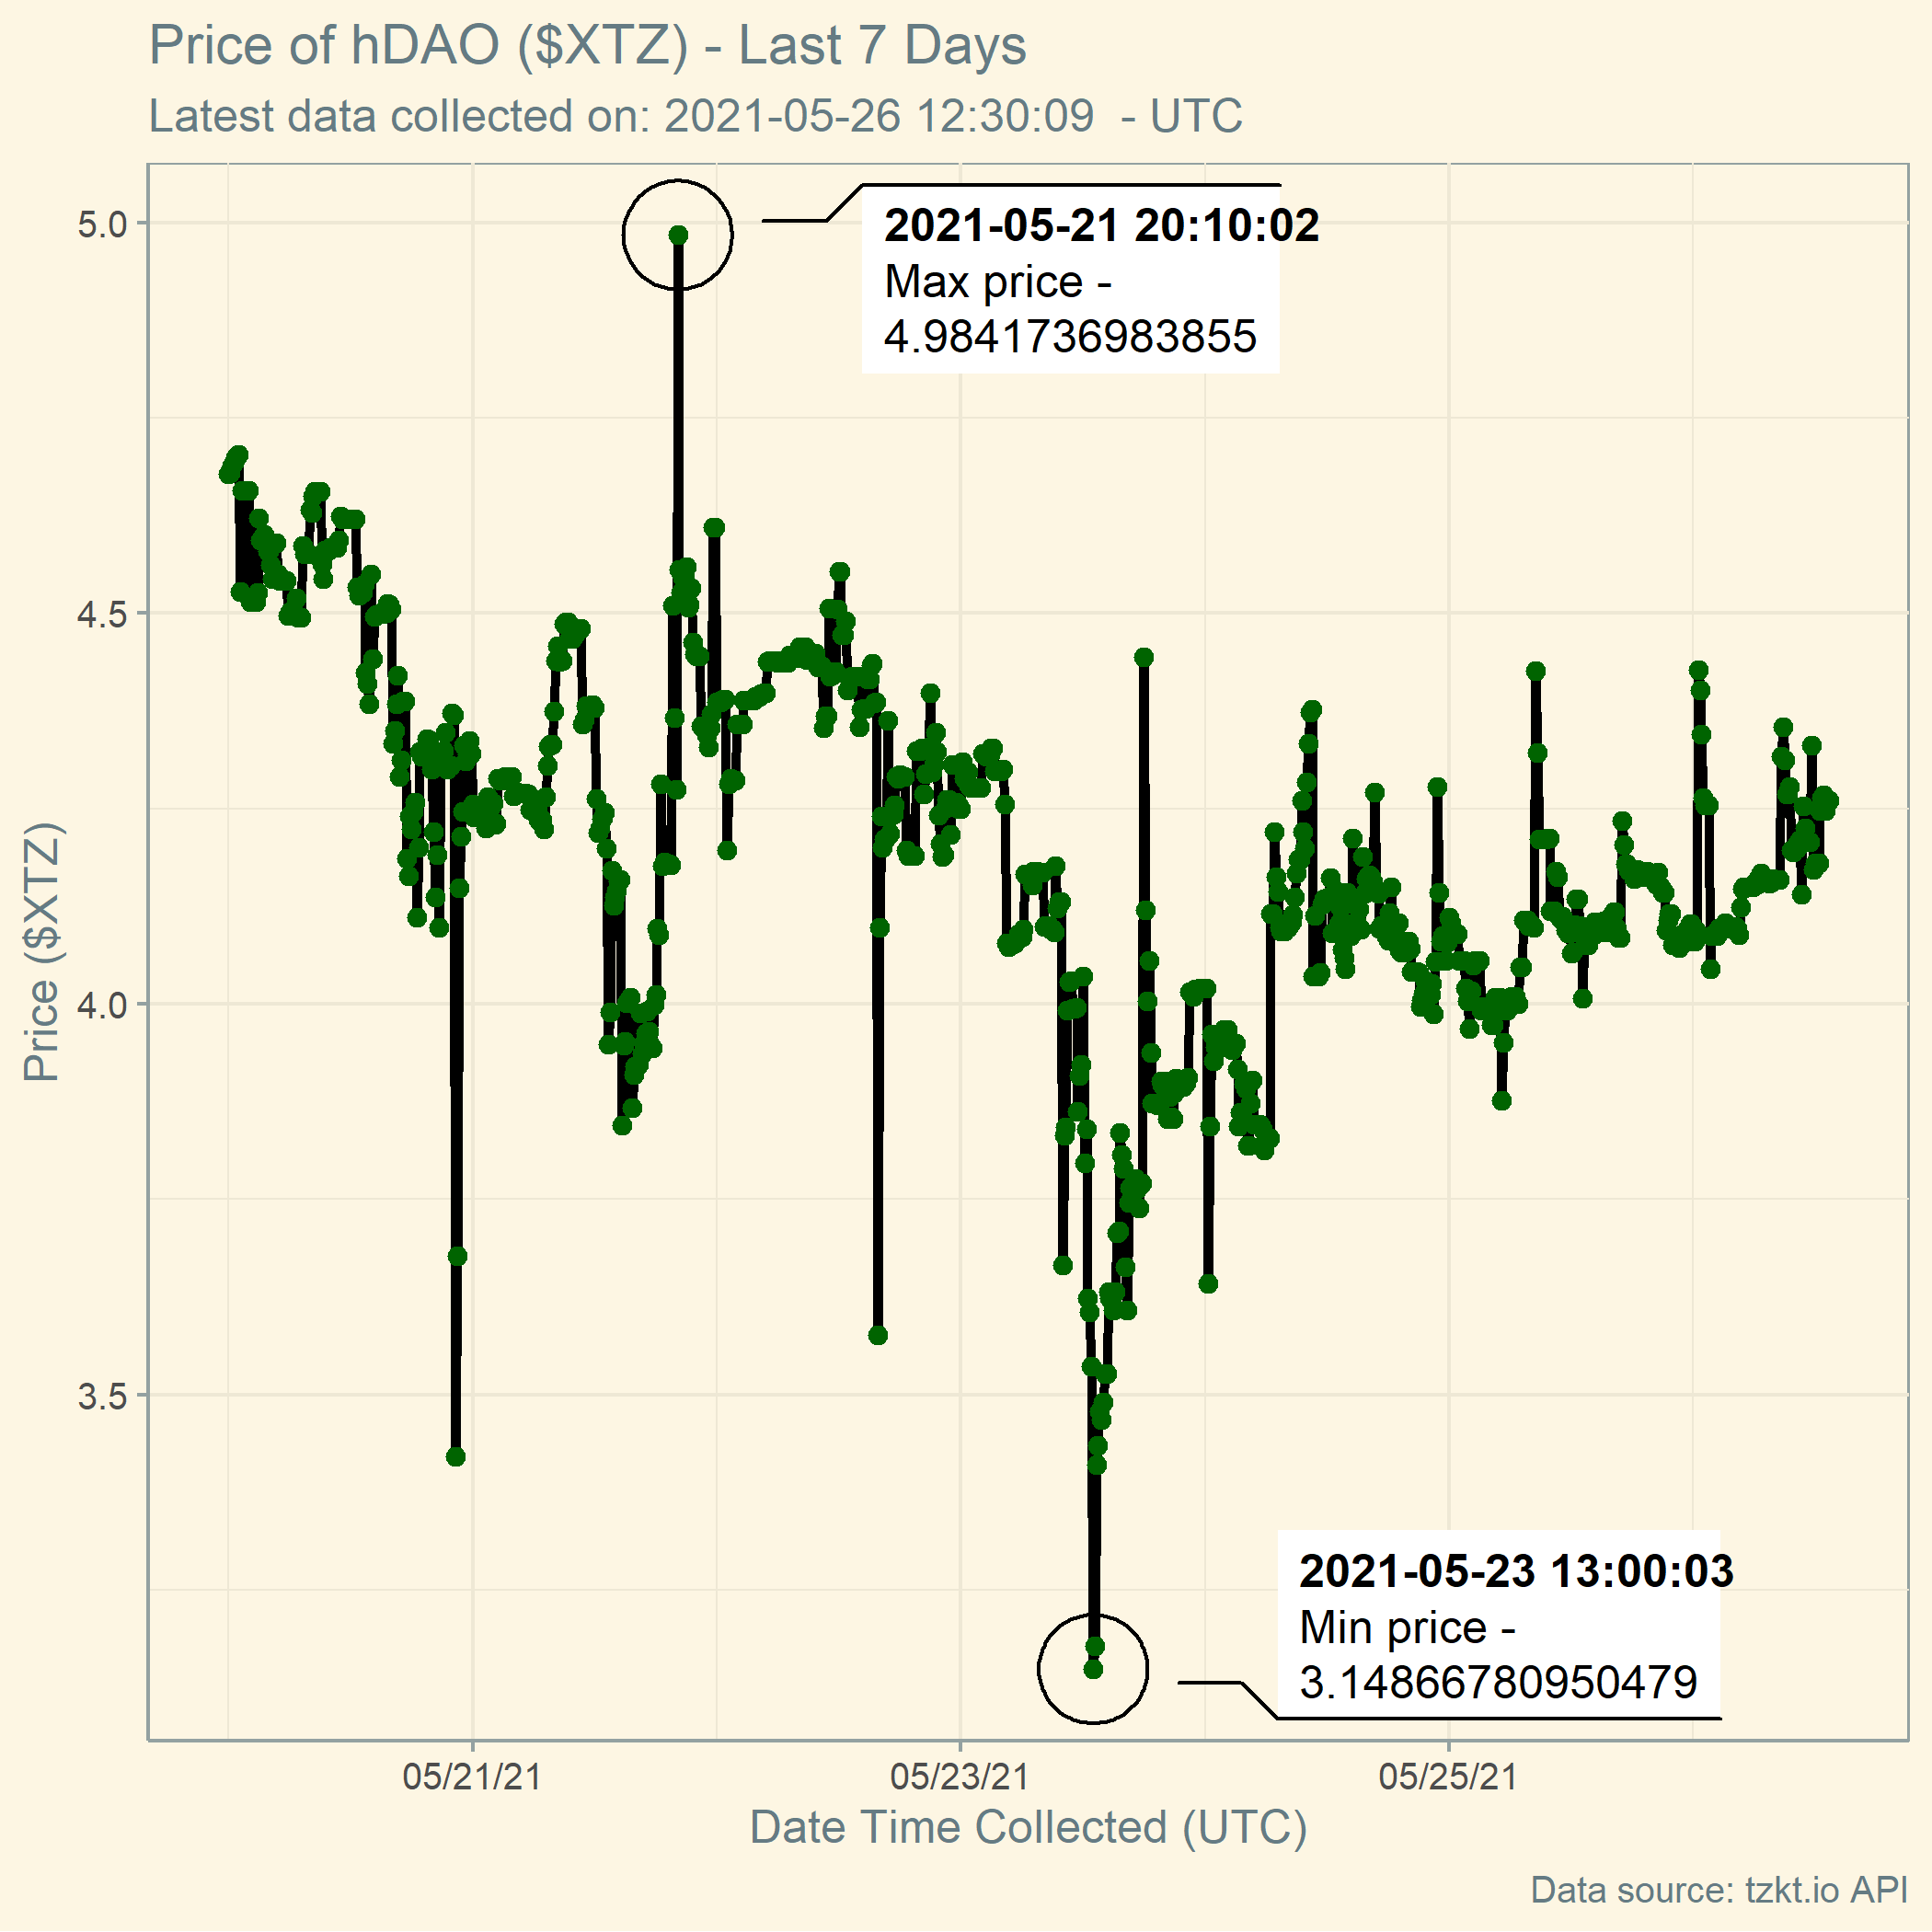 Price of hDAO ($XTZ) - Last 7 Days
Latest data collected on: 2021-05-26 12:30:09  - UTC
5.0
4.5
4.0
3.5
Price ($XTZ)
2021-05-21 20:10:02
Max price -
4.9841736983855
2021-05-23 13:00:03
Min price -
3.14866780950479
05/21/21
05/23/21
05/25/21
Date Time Collected (UTC)
Data source: tzkt.io API